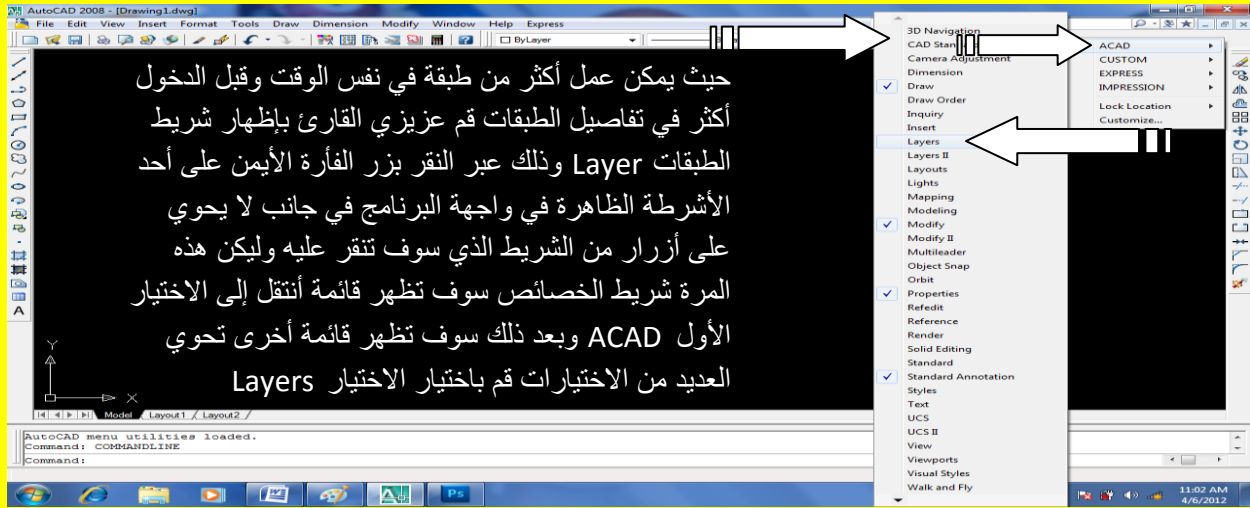 AutoCAD 2008 - [Drawing1.dwg]
File Edit View Insert Format Tools Draw Dimension Modify Window Help Express
ByLayer
حيث يمكن عمل أكثر من طبقة في نفس الوقت وقبل الدخول
أكثر في تفاصيل الطبقات قم عزيزي القارئ بإظهار شريط
الطبقات Layer وذلك عبر النقر بزر الفأرة الأيمن على أحد
الأشرطة الظاهرة في واجهة البرنامج في جانب لا يحوي
على أزرار من الشريط الذي سوف تنقر عليه وليكن هذه
المرة شريط الخصائص سوف تظهر قائمة أنتقل إلى الاختيار
الأول ACAD وبعد ذلك سوف تظهر قائمة أخرى تحوي
العديد من الاختيارات قم باختيار الاختيار Layers
3D Navigation
CAD
Camera Adjustment
Dimension
Draw
Draw Order
Inquiry
Insert
Layers
Layers II
Layouts
Lights
Mapping
Modeling
Modify
Modify II
Multileader
Object Snap
Orbit
Properties
Refedit
Reference
Render
Solid Editing
Standard
Standard Annotation
Styles
Text
UCS
UCS II
View
Viewports
Visual Styles
Walk and Fly
ACAD
CUSTOM
EXPRESS
IMPRESSION
Lock Location
Customize...
A
Y
X
Model Layout1 Layout2
AutoCAD menu utilities loaded.
Command: COMMANDLINE
Command:
Ps
11:02 AM
4/6/2012